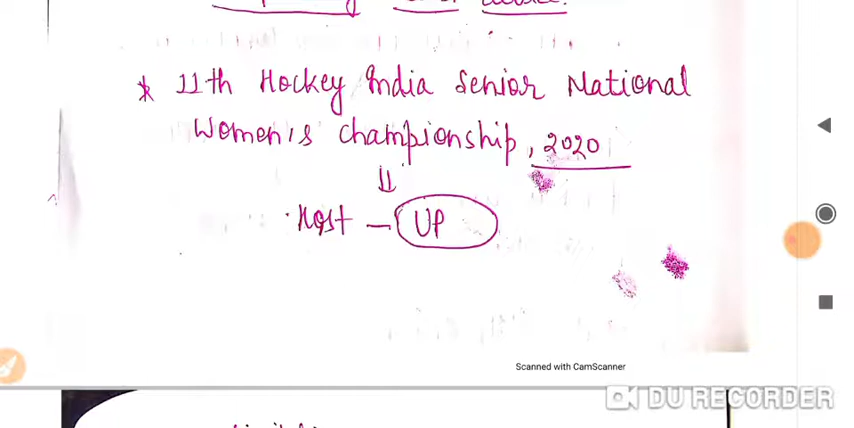 * 11th Hockey India Senior National
Women's Championship, 2020
Host - UP
Scanned with CamScanner
DU RECORDER